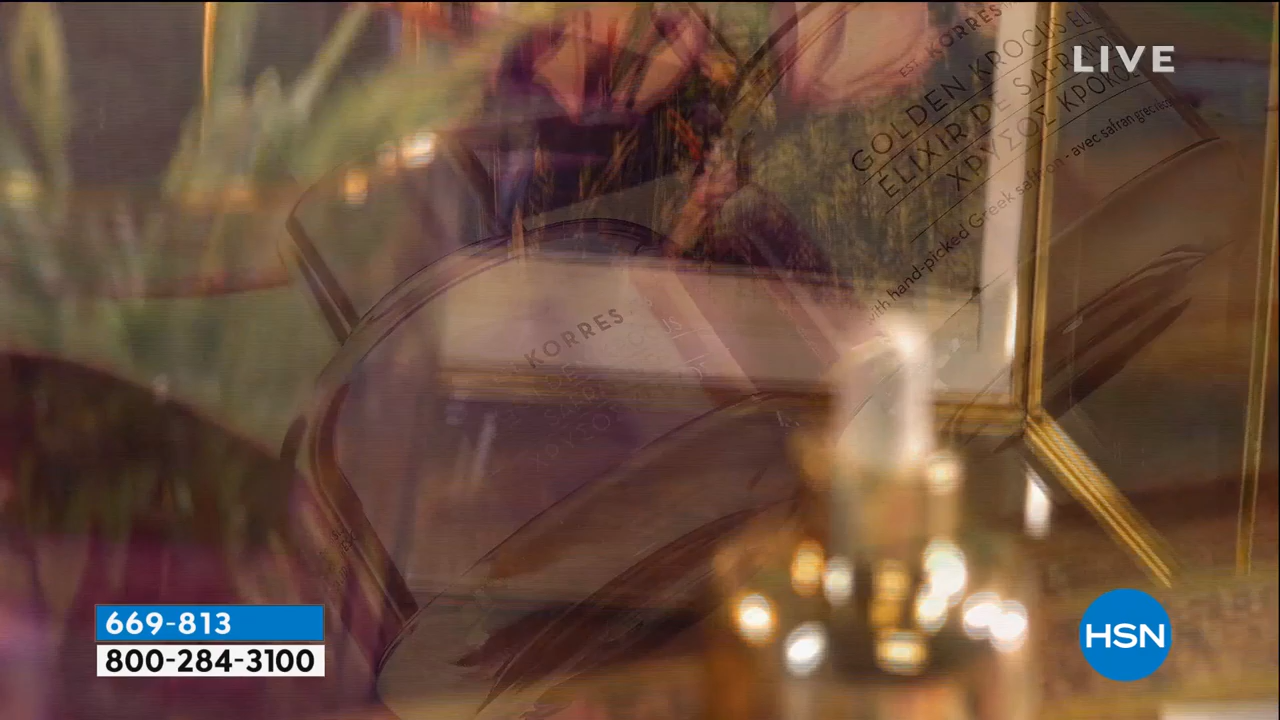 LIVE
EST. KORRES
GOLDEN KROCUS
ELIXIR DE SAFRAN
ΧΡΥΣΟΣ ΚΡΟΚΟΣ
with hand-picked Greek saffron - avec safran grec
KORRES
669-813
800-284-3100
HSN